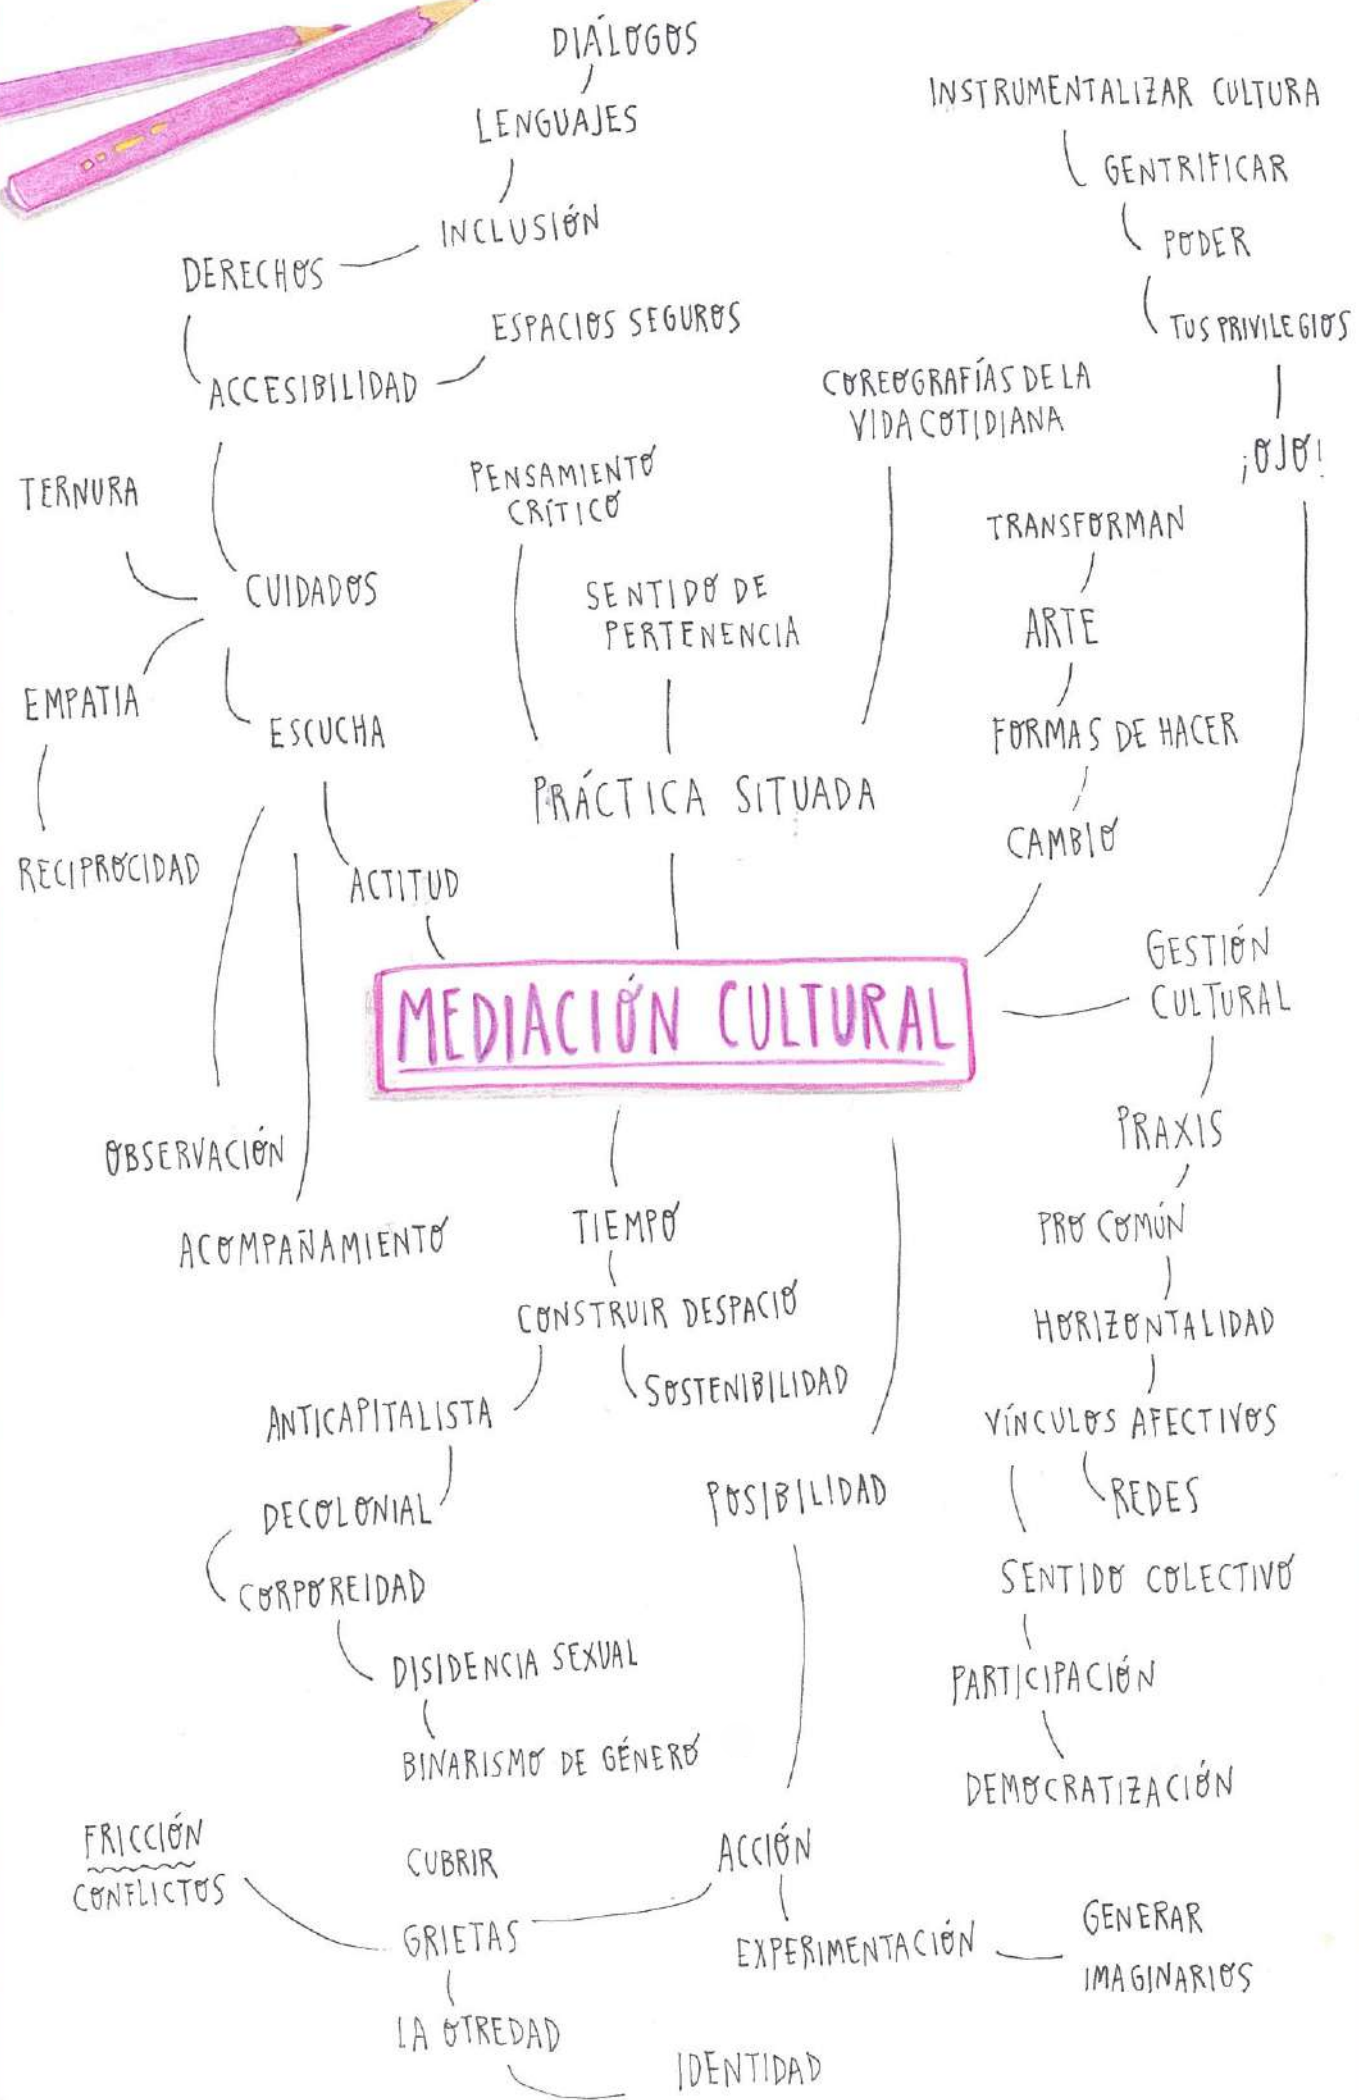 DIÁLOGOS
LENGUAJES
INCLUSIÓN
DERECHOS
ESPACIOS SEGUROS
ACCESIBILIDAD
TERNURA
CUIDADOS
EMPATIA
ESCUCHA
RECIPROCIDAD
ACTITUD
OBSERVACIÓN
ACOMPAÑAMIENTO
PENSAMIENTO
CRÍTICO
SENTIDO DE
PERTENENCIA
COREOGRAFÍAS DE LA
VIDA COTIDIANA
PRÁCTICA SITUADA
INSTRUMENTALIZAR CULTURA
GENTRIFICAR
PODER
TUS PRIVILEGIOS
¡OJO!
TRANSFORMAN
ARTE
FORMAS DE HACER
CAMBIO
MEDIACIÓN CULTURAL
GESTIÓN
CULTURAL
PRAXIS
PRO COMÚN
HORIZONTALIDAD
VÍNCULOS AFECTIVOS
REDES
SENTIDO COLECTIVO
PARTICIPACIÓN
DEMOCRATIZACIÓN
TIEMPO
CONSTRUIR DESPACIO
SOSTENIBILIDAD
ANTICAPITALISTA
DECOLONIAL
CORPOREIDAD
DISIDENCIA SEXUAL
BINARISMO DE GÉNERO
POSIBILIDAD
ACCIÓN
EXPERIMENTACIÓN
GENERAR
IMAGINARIOS
CUBRIR
GRIETAS
FRICCIÓN
CONFLICTOS
LA OTREDAD
IDENTIDAD